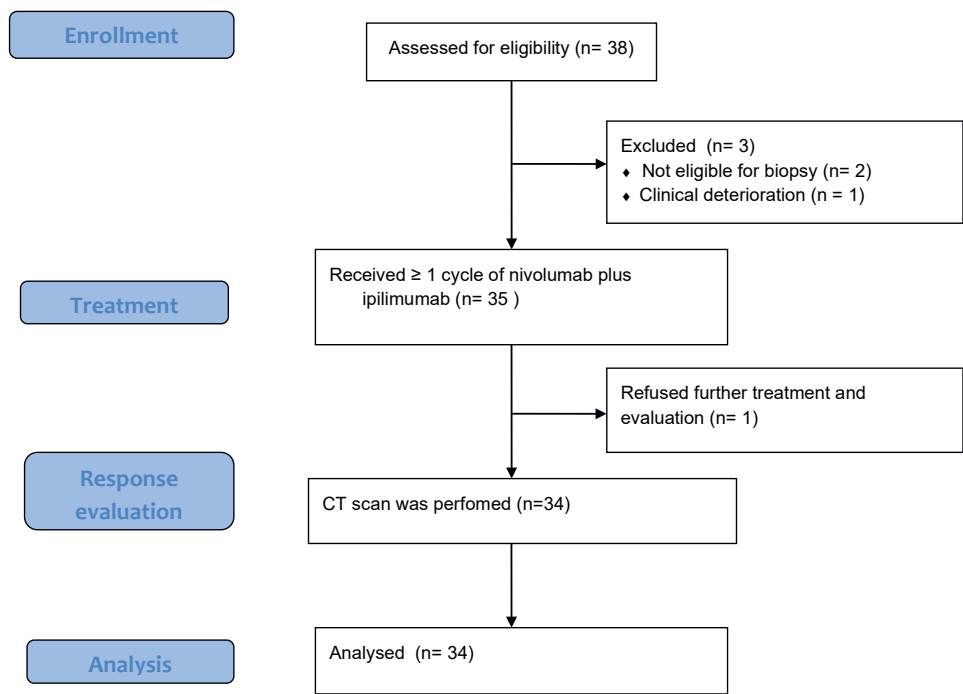 Enrollment
Assessed for eligibility (n= 38)
Excluded (n= 3)
♦ Not eligible for biopsy (n= 2)
♦ Clinical deterioration (n = 1)
Treatment
Received ≥ 1 cycle of nivolumab plus
ipilimumab (n= 35 )
Refused further treatment and
evaluation (n= 1)
Response
evaluation
CT scan was perfomed (n=34)
Analysis
Analysed (n= 34)